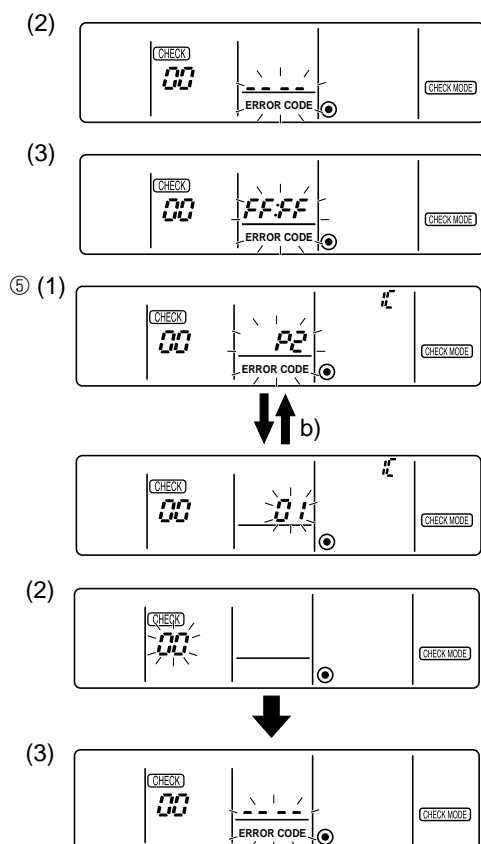 (2)
CHECK
00 -- --
ERROR CODE
CHECK MODE
(3)
CHECK
00 FF:FF
ERROR CODE
CHECK MODE
⑤ (1)
1C
CHECK
00 P2
ERROR CODE
CHECK MODE
b)
1C
CHECK
00 01
CHECK MODE
(2)
CHECK
00
CHECK MODE
(3)
CHECK
00 -- --
ERROR CODE
CHECK MODE